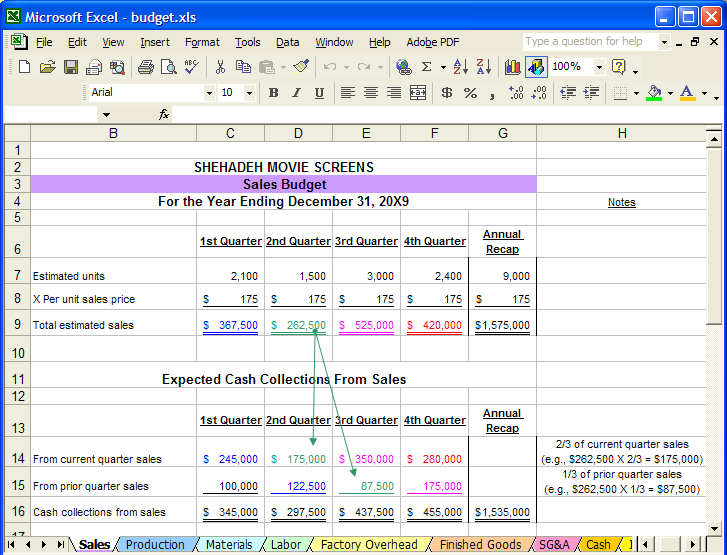 Microsoft Excel - budget.xls
File Edit View Insert Format Tools Data Window Help Adobe PDF Type a question for help
100%
Arial 10 B I U $ % ,
fx
B C D E F G H
1
2 SHEHADEH MOVIE SCREENS
3 Sales Budget
4 For the Year Ending December 31, 20X9 Notes
5
6 1st Quarter 2nd Quarter 3rd Quarter 4th Quarter Annual Recap
7 Estimated units 2,100 1,500 3,000 2,400 9,000
8 X Per unit sales price $ 175 $ 175 $ 175 $ 175 $ 175
9 Total estimated sales $ 367,500 $ 262,500 $ 525,000 $ 420,000 $1,575,000
10
11 Expected Cash Collections From Sales
12
13 1st Quarter 2nd Quarter 3rd Quarter 4th Quarter Annual Recap
14 From current quarter sales $ 245,000 $ 175,000 $ 350,000 $ 280,000 2/3 of current quarter sales (e.g., $262,500 X 2/3 = $175,000)
15 From prior quarter sales 100,000 122,500 87,500 175,000 1/3 of prior quarter sales (e.g., $262,500 X 1/3 = $87,500)
16 Cash collections from sales $ 345,000 $ 297,500 $ 437,500 $ 455,000 $1,535,000
Sales Production Materials Labor Factory Overhead Finished Goods SG&A Cash